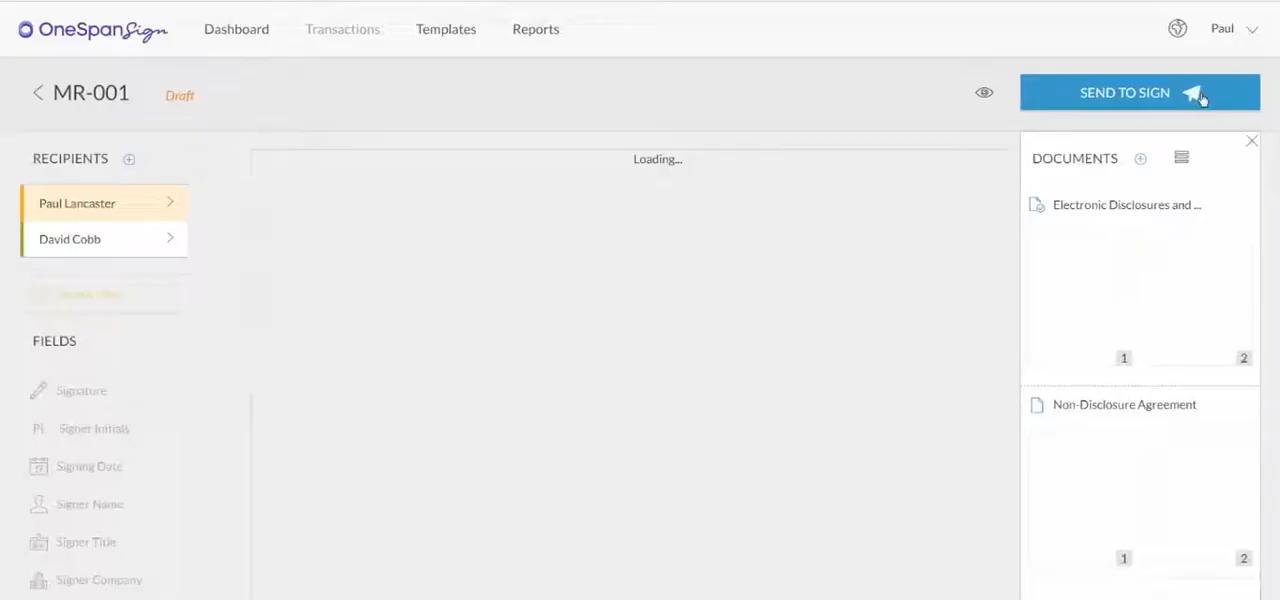 OneSpanSign Dashboard Transactions Templates Reports Paul
MR-001 Draft SEND TO SIGN
RECIPIENTS
Paul Lancaster
David Cobb
FIELDS
Signature
PL Signer Initials
17 Signing Date
Signer Name
Signer Title
Signer Company
Loading...
DOCUMENTS
Electronic Disclosures and ...
1 2
Non-Disclosure Agreement
1 2